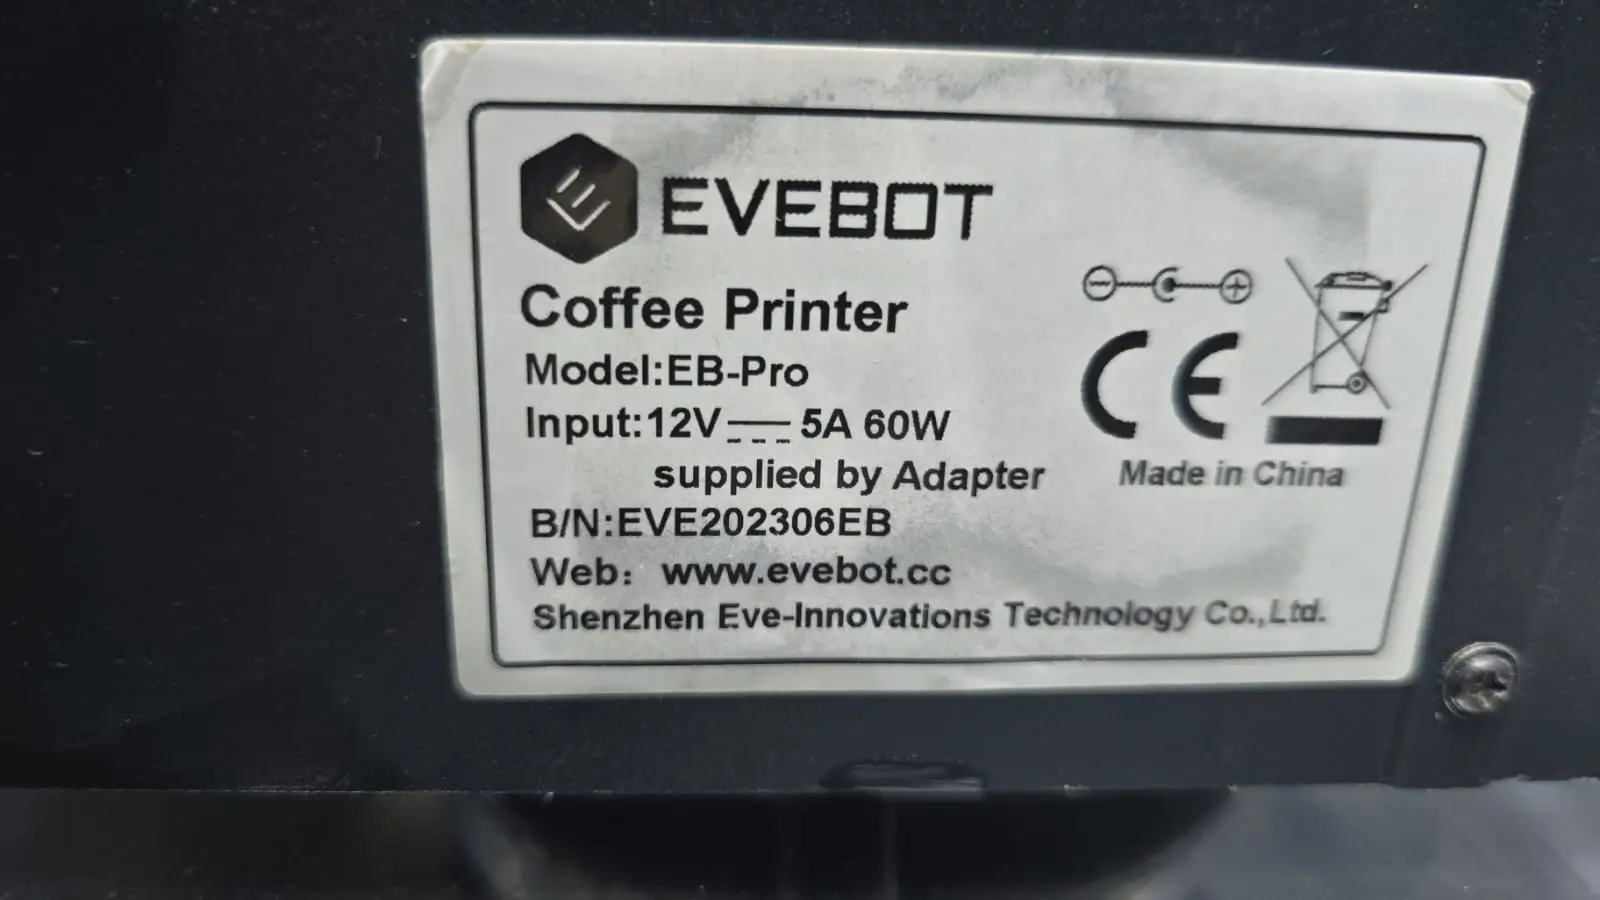 EVEBOT
Coffee Printer
Model:EB-Pro
Input:12V⎓5A 60W
supplied by Adapter
B/N:EVE202306EB
Web：www.evebot.cc
Shenzhen Eve-Innovations Technology Co.,Ltd.
CE
Made in China